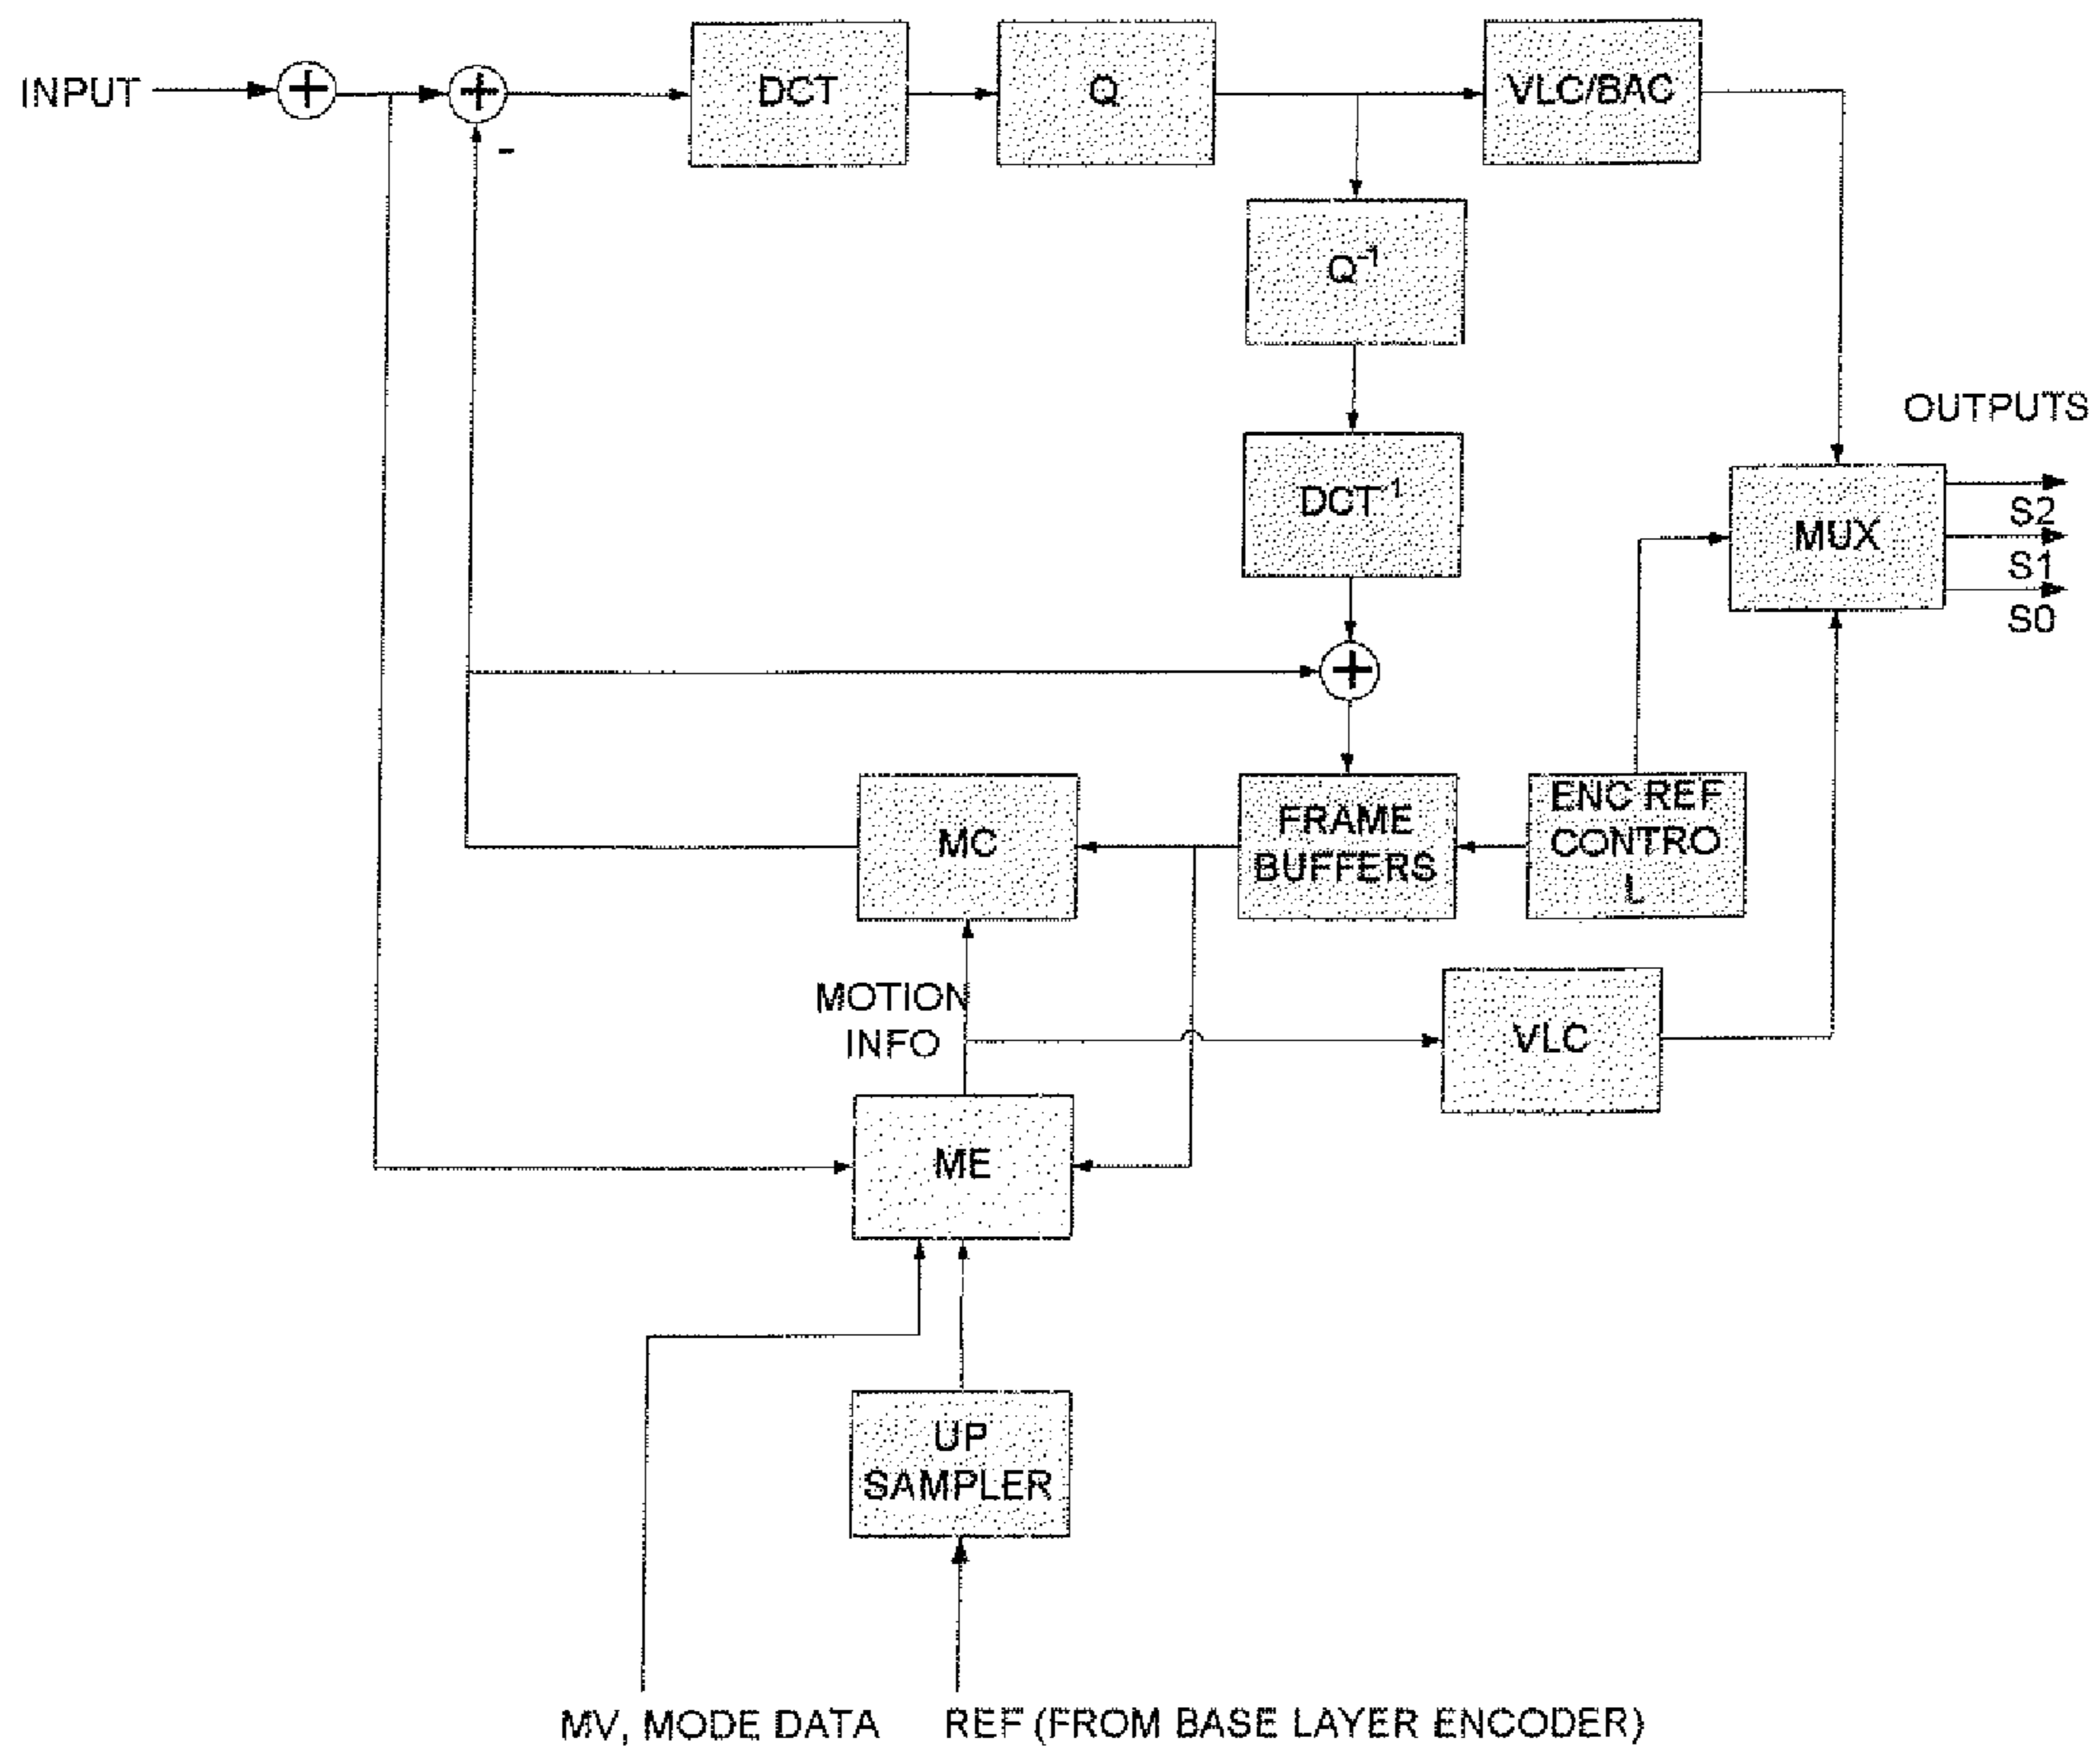 INPUT
+
+
-
DCT
Q
VLC/BAC
Q-1
DCT-1
OUTPUTS
MUX
S2
S1
S0
+
MC
FRAME
BUFFERS
ENC REF
CONTRO
L
MOTION
INFO
VLC
ME
UP
SAMPLER
MV, MODE DATA
REF (FROM BASE LAYER ENCODER)